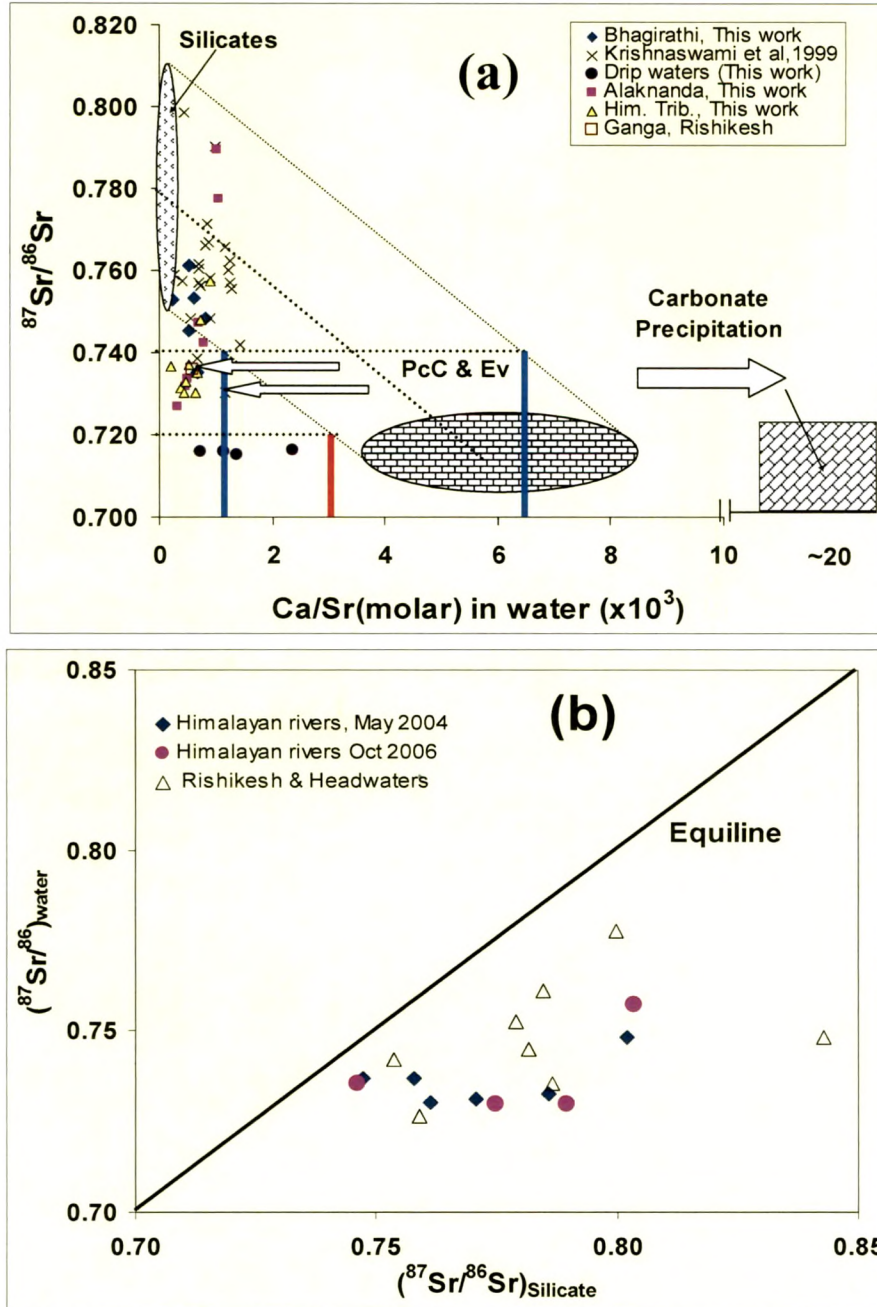 0.820
0.800
0.780
0.760
0.740
0.720
0.700
⁸⁷Sr/⁸⁶Sr
Silicates
(a)
Bhagirathi, This work
Krishnaswami et al,1999
Drip waters (This work)
Alaknanda, This work
Him. Trib., This work
Ganga, Rishikesh
Carbonate
Precipitation
PcC & Ev
0 2 4 6 8 10 ~20
Ca/Sr(molar) in water (x10³)
0.85
0.80
0.75
0.70
(⁸⁷Sr/⁸⁶)water
(b)
Himalayan rivers, May 2004
Himalayan rivers Oct 2006
Rishikesh & Headwaters
Equiline
0.70 0.75 0.80 0.85
(⁸⁷Sr/⁸⁶Sr)Silicate